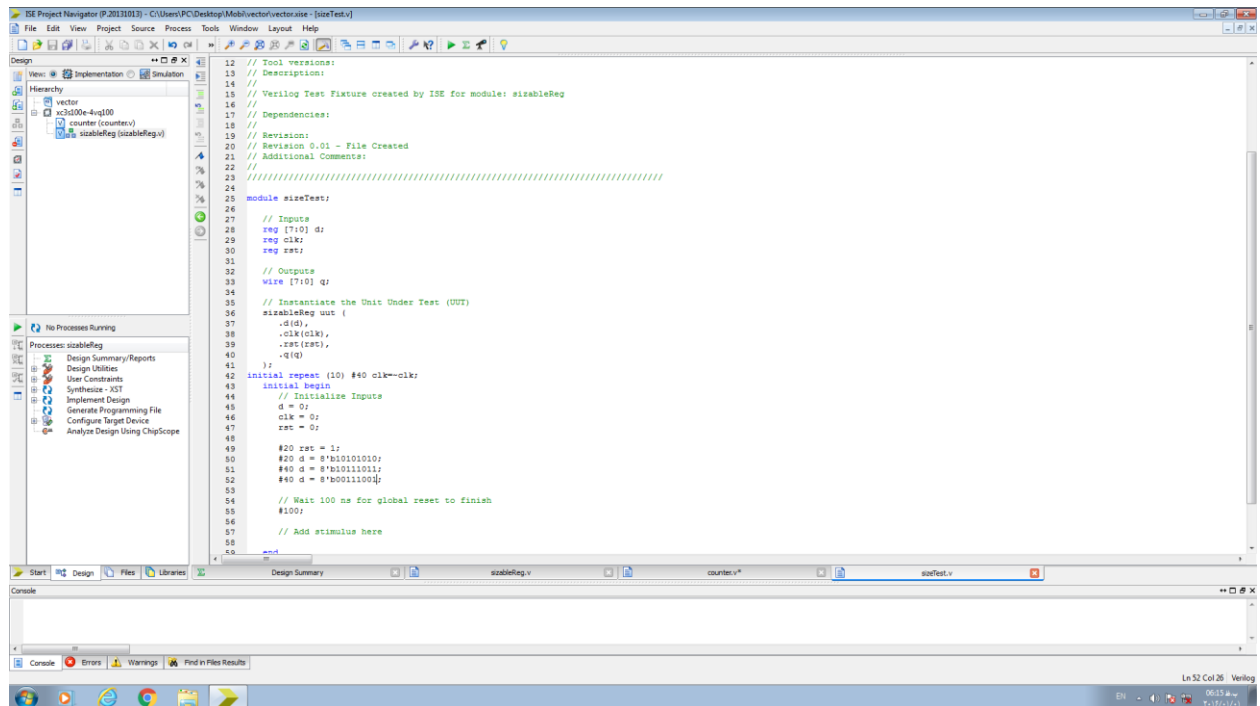 ISE Project Navigator (P.20131013) - C:\Users\PC\Desktop\Mobi\vector\vector.xise - [sizeTest.v]
File Edit View Project Source Process Tools Window Layout Help
Design
View: Implementation Simulation
Hierarchy
vector
xc3s100e-4vq100
counter (counter.v)
sizableReg (sizableReg.v)
No Processes Running
Processes: sizableReg
Design Summary/Reports
Design Utilities
User Constraints
Synthesize - XST
Implement Design
Generate Programming File
Configure Target Device
Analyze Design Using ChipScope
12 // Tool versions:
13 // Description:
14 //
15 // Verilog Test Fixture created by ISE for module: sizableReg
16 //
17 // Dependencies:
18 //
19 // Revision:
20 // Revision 0.01 - File Created
21 // Additional Comments:
22 //
23 ////////////////////////////////////////////////////////////////////////////////
24
25 module sizeTest;
26
27 // Inputs
28 reg [7:0] d;
29 reg clk;
30 reg rst;
31
32 // Outputs
33 wire [7:0] q;
34
35 // Instantiate the Unit Under Test (UUT)
36 sizableReg uut (
37 .d(d),
38 .clk(clk),
39 .rst(rst),
40 .q(q)
41 );
42 initial repeat (10) #40 clk=~clk;
43 initial begin
44 // Initialize Inputs
45 d = 0;
46 clk = 0;
47 rst = 0;
48
49 #20 rst = 1;
50 #20 d = 8'b10101010;
51 #40 d = 8'b10111011;
52 #40 d = 8'b00111001;
53
54 // Wait 100 ns for global reset to finish
55 #100;
56
57 // Add stimulus here
58
59 end
Start Design Files Libraries
Design Summary sizableReg.v counter.v* sizeTest.v
Console
Console Errors Warnings Find in Files Results
Ln 52 Col 26 Verilog
EN 06:15